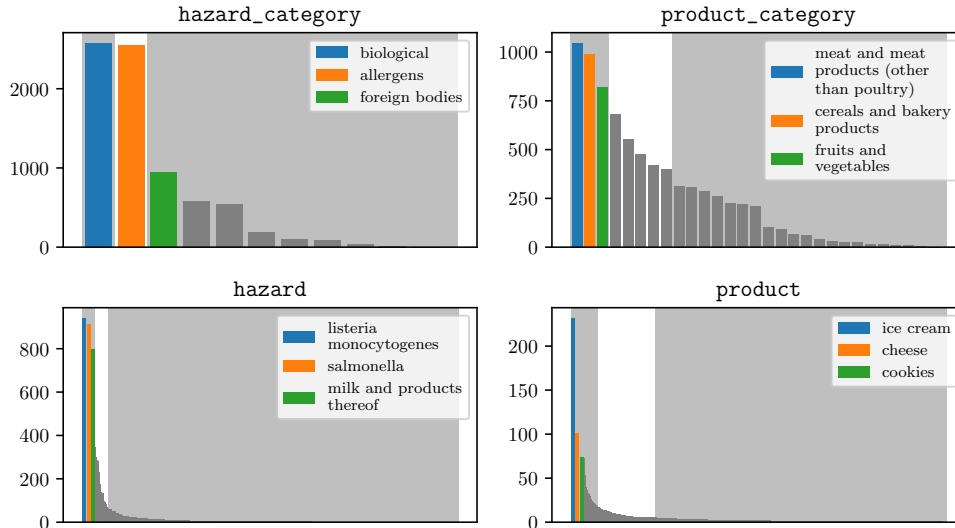 hazard_category
2000
1000
0
biological
allergens
foreign bodies
product_category
1000
750
500
250
0
meat and meat
products (other
than poultry)
cereals and bakery
products
fruits and
vegetables
hazard
800
600
400
200
0
listeria
monocytogenes
salmonella
milk and products
thereof
product
200
150
100
50
0
ice cream
cheese
cookies